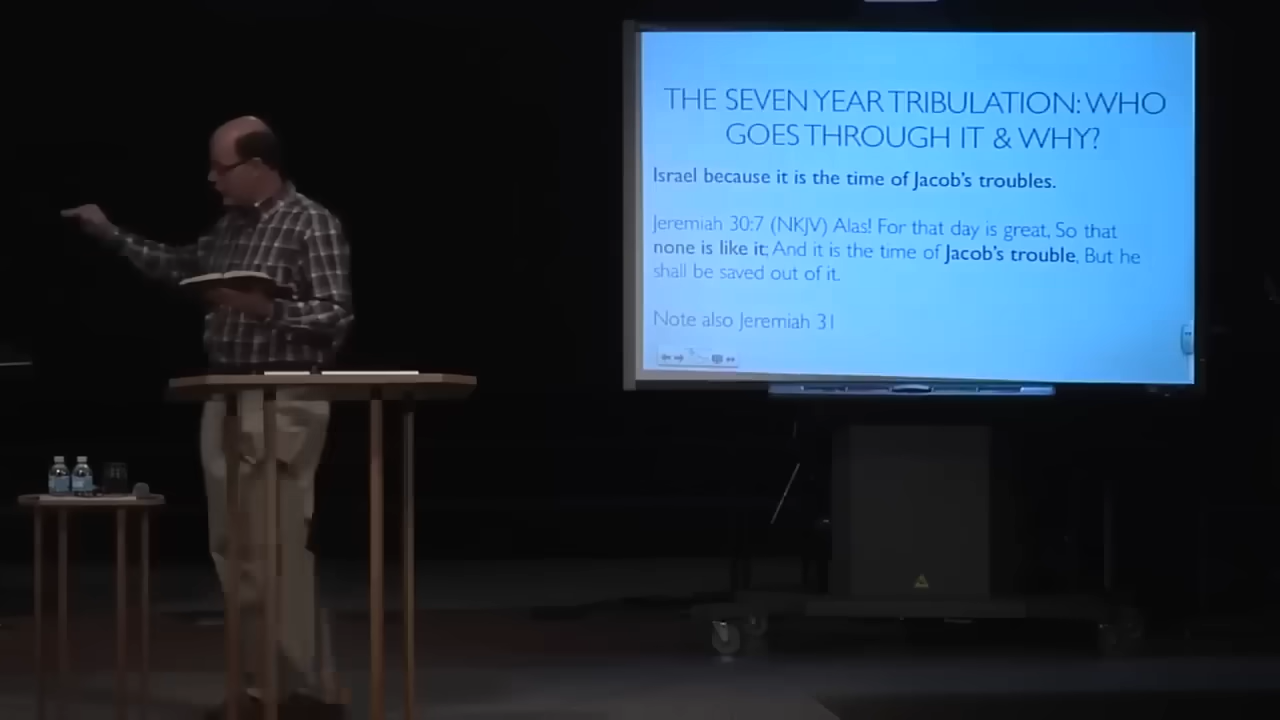 THE SEVEN YEAR TRIBULATION: WHO
GOES THROUGH IT & WHY?
Israel because it is the time of Jacob's troubles.
Jeremiah 30:7 (NKJV) Alas! For that day is great, So that
none is like it; And it is the time of Jacob's trouble, But he
shall be saved out of it.
Note also Jeremiah 31